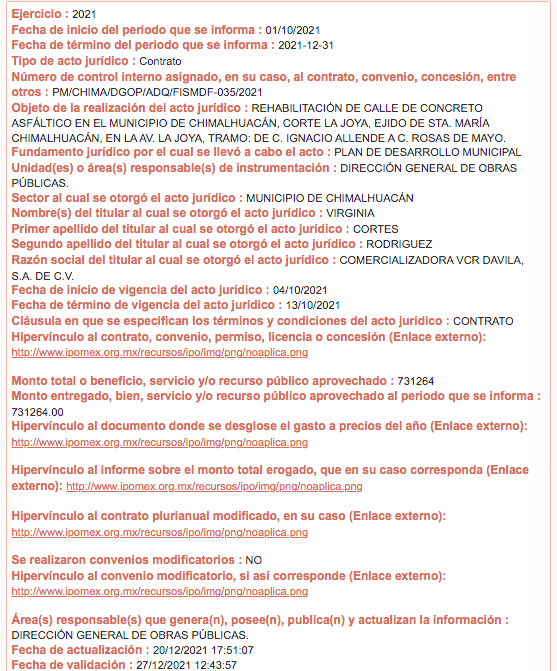 Ejercicio : 2021
Fecha de inicio del periodo que se informa : 01/10/2021
Fecha de término del periodo que se informa : 2021-12-31
Tipo de acto jurídico : Contrato
Número de control interno asignado, en su caso, al contrato, convenio, concesión, entre
otros : PM/CHIMA/DGOP/ADQ/FISMDF-035/2021
Objeto de la realización del acto jurídico : REHABILITACIÓN DE CALLE DE CONCRETO
ASFÁLTICO EN EL MUNICIPIO DE CHIMALHUACÁN, CORTE LA JOYA, EJIDO DE STA. MARÍA
CHIMALHUACÁN, EN LA AV. LA JOYA, TRAMO: DE C. IGNACIO ALLENDE A C. ROSAS DE MAYO.
Fundamento jurídico por el cual se llevó a cabo el acto : PLAN DE DESARROLLO MUNICIPAL
Unidad(es) o área(s) responsable(s) de instrumentación : DIRECCIÓN GENERAL DE OBRAS
PÚBLICAS.
Sector al cual se otorgó el acto jurídico : MUNICIPIO DE CHIMALHUACÁN
Nombre(s) del titular al cual se otorgó el acto jurídico : VIRGINIA
Primer apellido del titular al cual se otorgó el acto jurídico : CORTES
Segundo apellido del titular al cual se otorgó el acto jurídico : RODRIGUEZ
Razón social del titular al cual se otorgó el acto jurídico : COMERCIALIZADORA VCR DAVILA,
S.A. DE C.V.
Fecha de inicio de vigencia del acto jurídico : 04/10/2021
Fecha de término de vigencia del acto jurídico : 13/10/2021
Cláusula en que se especifican los términos y condiciones del acto jurídico : CONTRATO
Hipervínculo al contrato, convenio, permiso, licencia o concesión (Enlace externo):
http://www.ipomex.org.mx/recursos/ipo/img/png/noaplica.png
Monto total o beneficio, servicio y/o recurso público aprovechado : 731264
Monto entregado, bien, servicio y/o recurso público aprovechado al periodo que se informa :
731264.00
Hipervínculo al documento donde se desglose el gasto a precios del año (Enlace externo):
http://www.ipomex.org.mx/recursos/ipo/img/png/noaplica.png
Hipervínculo al informe sobre el monto total erogado, que en su caso corresponda (Enlace
externo): http://www.ipomex.org.mx/recursos/ipo/img/png/noaplica.png
Hipervínculo al contrato plurianual modificado, en su caso (Enlace externo):
http://www.ipomex.org.mx/recursos/ipo/img/png/noaplica.png
Se realizaron convenios modificatorios : NO
Hipervínculo al convenio modificatorio, si así corresponde (Enlace externo):
http://www.ipomex.org.mx/recursos/ipo/img/png/noaplica.png
Área(s) responsable(s) que genera(n), posee(n), publica(n) y actualizan la información :
DIRECCIÓN GENERAL DE OBRAS PÚBLICAS.
Fecha de actualización : 20/12/2021 17:51:07
Fecha de validación : 27/12/2021 12:43:57